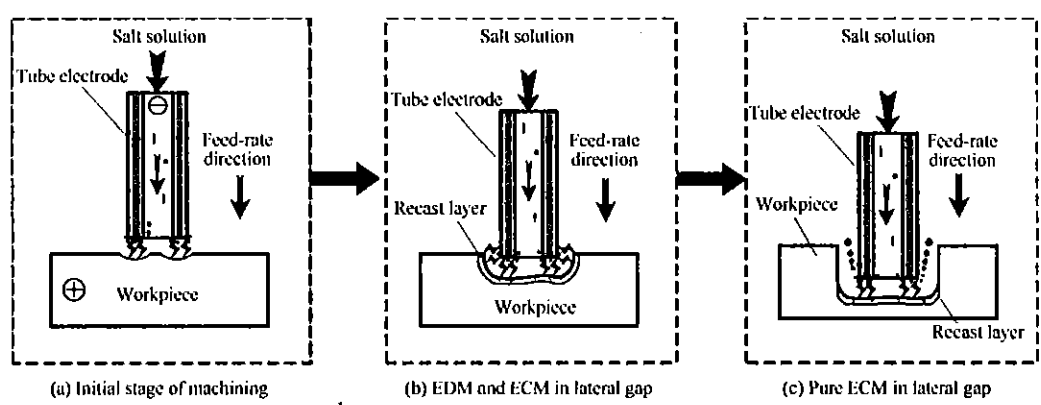 Salt solution
Tube electrode
⊖
Feed-rate
direction
⊕
Workpiece
(a) Initial stage of machining
Salt solution
Tube electrode
Feed-rate
direction
Recast layer
Workpiece
(b) EDM and ECM in lateral gap
Salt solution
Tube electrode
Feed-rate
direction
Workpiece
Recast layer
(c) Pure ECM in lateral gap